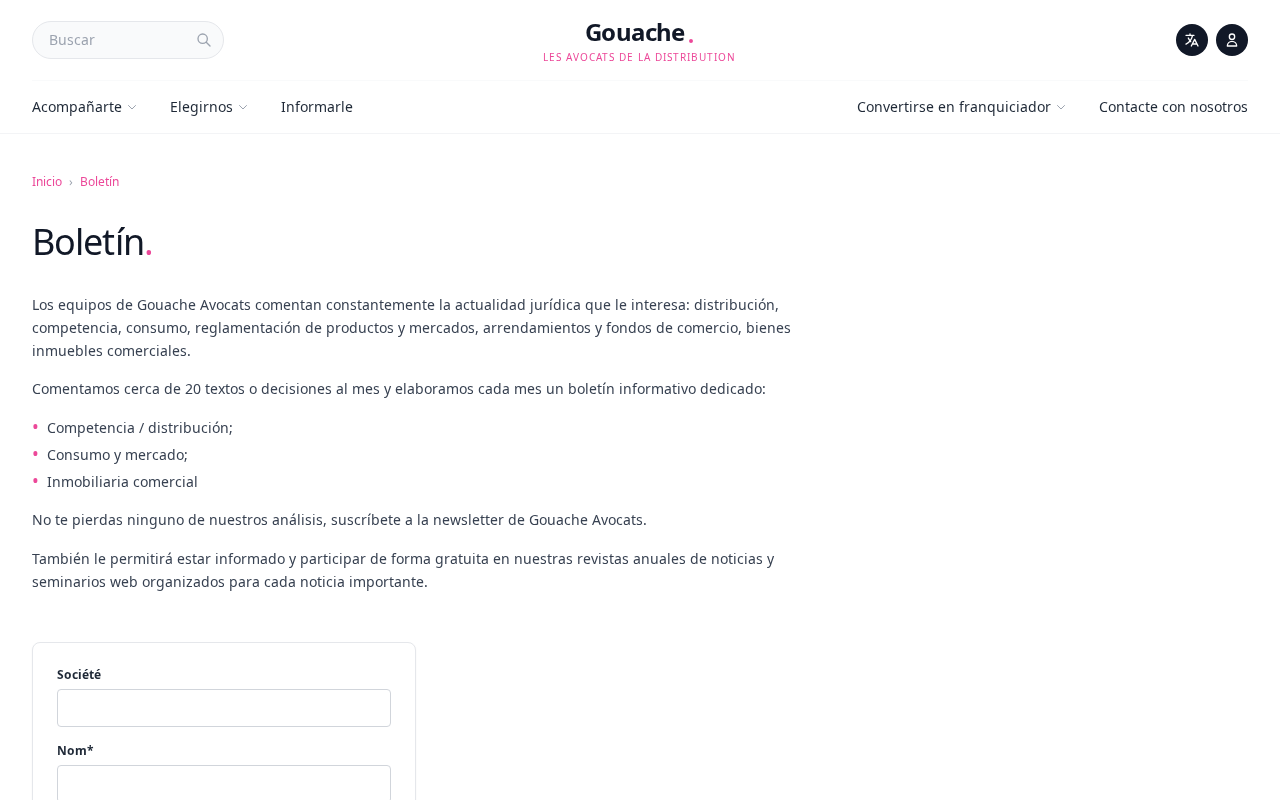 Buscar
Gouache.
LES AVOCATS DE LA DISTRIBUTION
Acompañarte
Elegirnos
Informarle
Convertirse en franquiciador
Contacte con nosotros
Inicio › Boletín
Boletín.
Los equipos de Gouache Avocats comentan constantemente la actualidad jurídica que le interesa: distribución,
competencia, consumo, reglamentación de productos y mercados, arrendamientos y fondos de comercio, bienes
inmuebles comerciales.
Comentamos cerca de 20 textos o decisiones al mes y elaboramos cada mes un boletín informativo dedicado:
• Competencia / distribución;
• Consumo y mercado;
• Inmobiliaria comercial
No te pierdas ninguno de nuestros análisis, suscríbete a la newsletter de Gouache Avocats.
También le permitirá estar informado y participar de forma gratuita en nuestras revistas anuales de noticias y
seminarios web organizados para cada noticia importante.
Société
Nom*